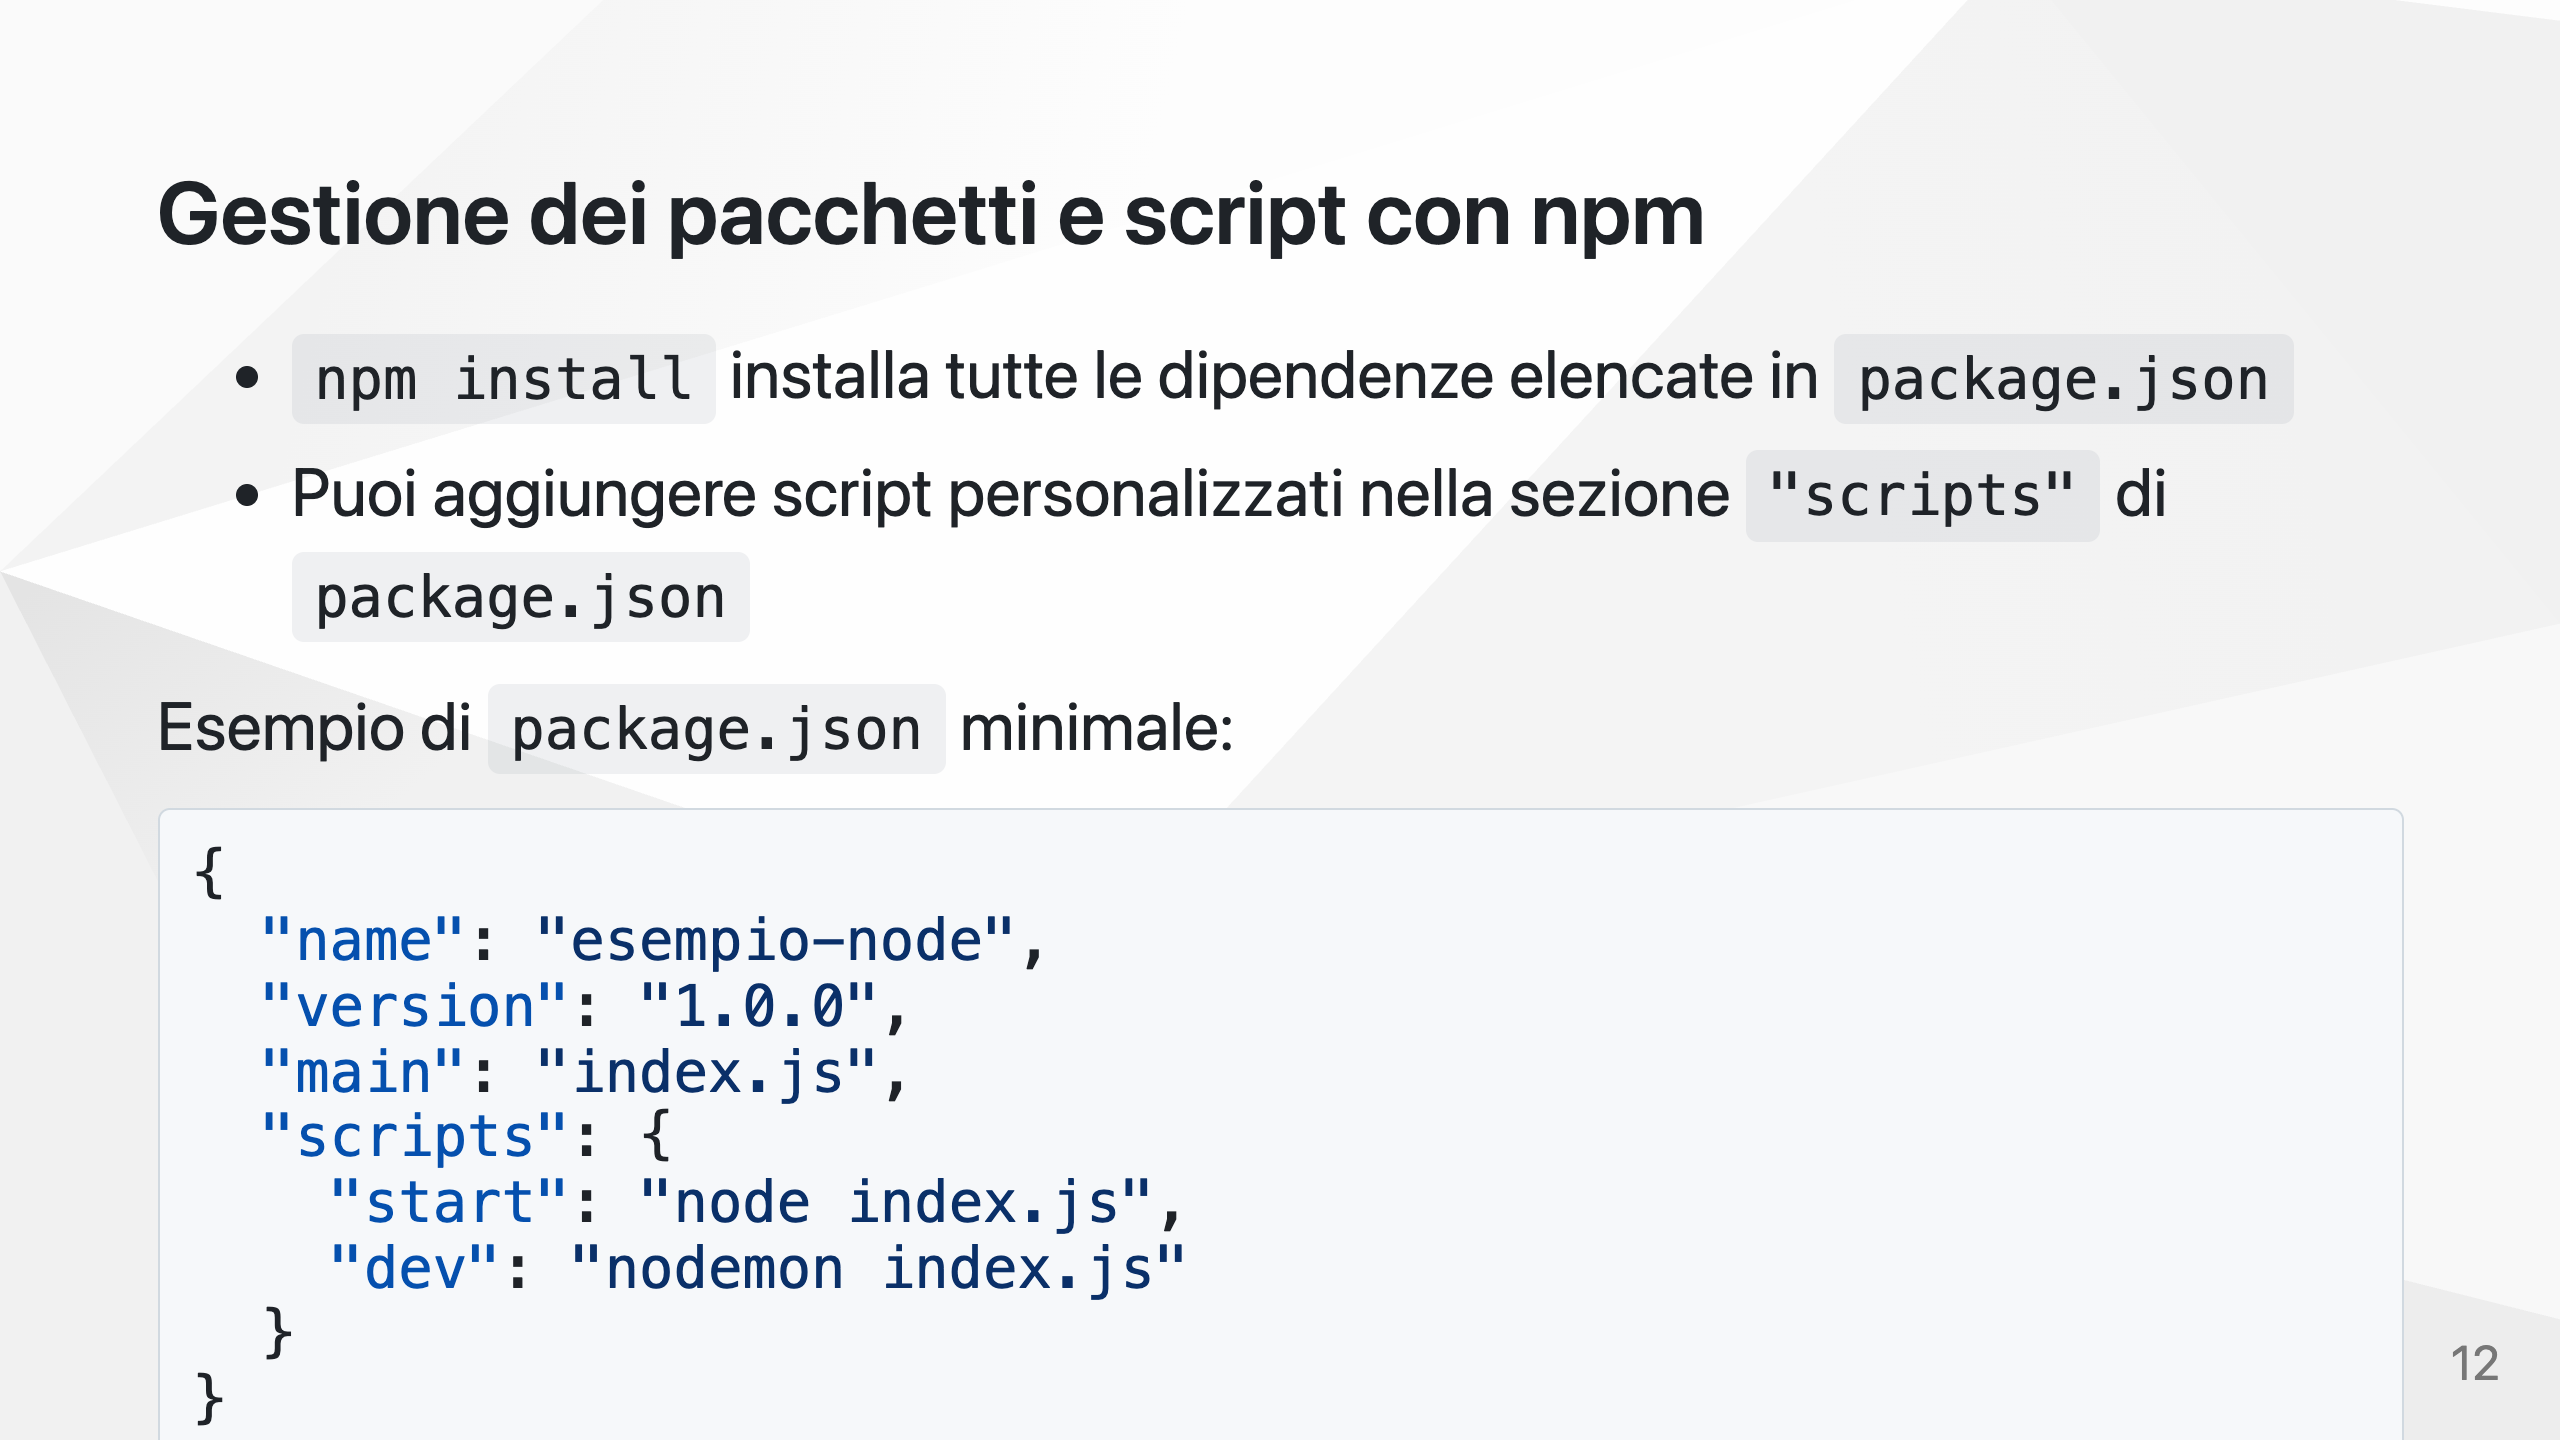 Gestione dei pacchetti e script con npm
• npm install installa tutte le dipendenze elencate in package.json
• Puoi aggiungere script personalizzati nella sezione "scripts" di
package.json
Esempio di package.json minimale:
{
  "name": "esempio-node",
  "version": "1.0.0",
  "main": "index.js",
  "scripts": {
    "start": "node index.js",
    "dev": "nodemon index.js"
  }
}
12